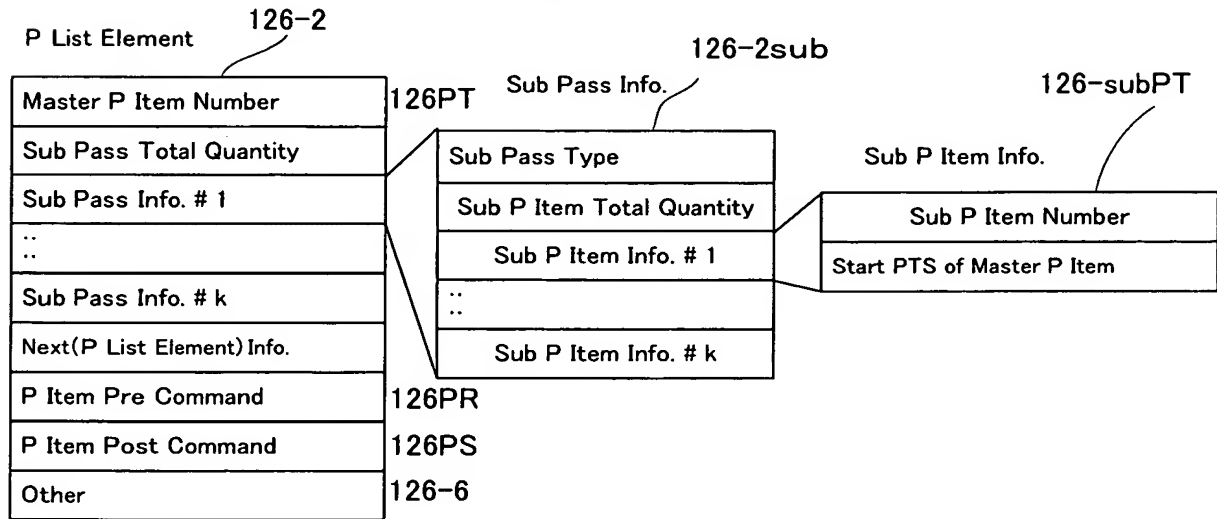 P List Element
126-2
Master P Item Number
126PT
Sub Pass Total Quantity
Sub Pass Info. # 1
::
Sub Pass Info. # k
Next(P List Element) Info.
P Item Pre Command
126PR
P Item Post Command
126PS
Other
126-6
Sub Pass Info.
126-2sub
Sub Pass Type
Sub P Item Total Quantity
Sub P Item Info. # 1
::
Sub P Item Info. # k
Sub P Item Info.
126-subPT
Sub P Item Number
Start PTS of Master P Item